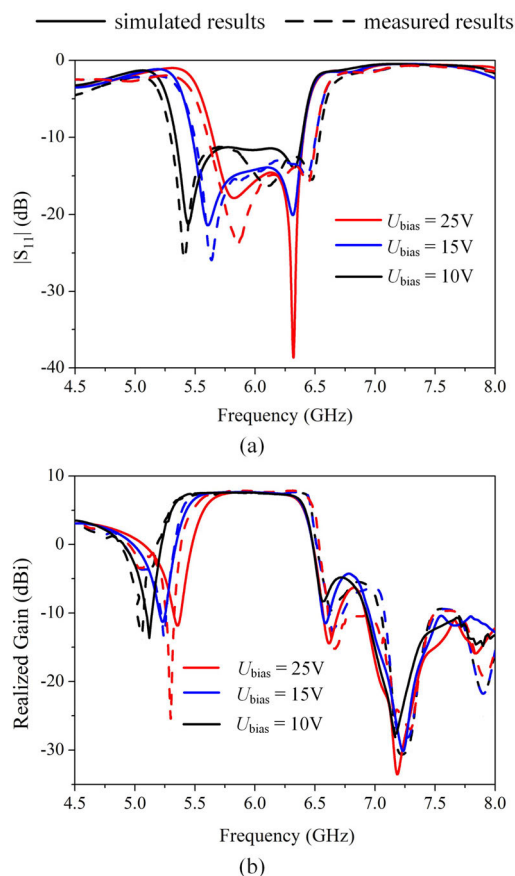 simulated results measured results
0
-10
-20
-30
-40
|S11| (dB)
Ubias = 25V
Ubias = 15V
Ubias = 10V
4.5 5.0 5.5 6.0 6.5 7.0 7.5 8.0
Frequency (GHz)
(a)
10
0
-10
-20
-30
Realized Gain (dBi)
Ubias = 25V
Ubias = 15V
Ubias = 10V
4.5 5.0 5.5 6.0 6.5 7.0 7.5 8.0
Frequency (GHz)
(b)